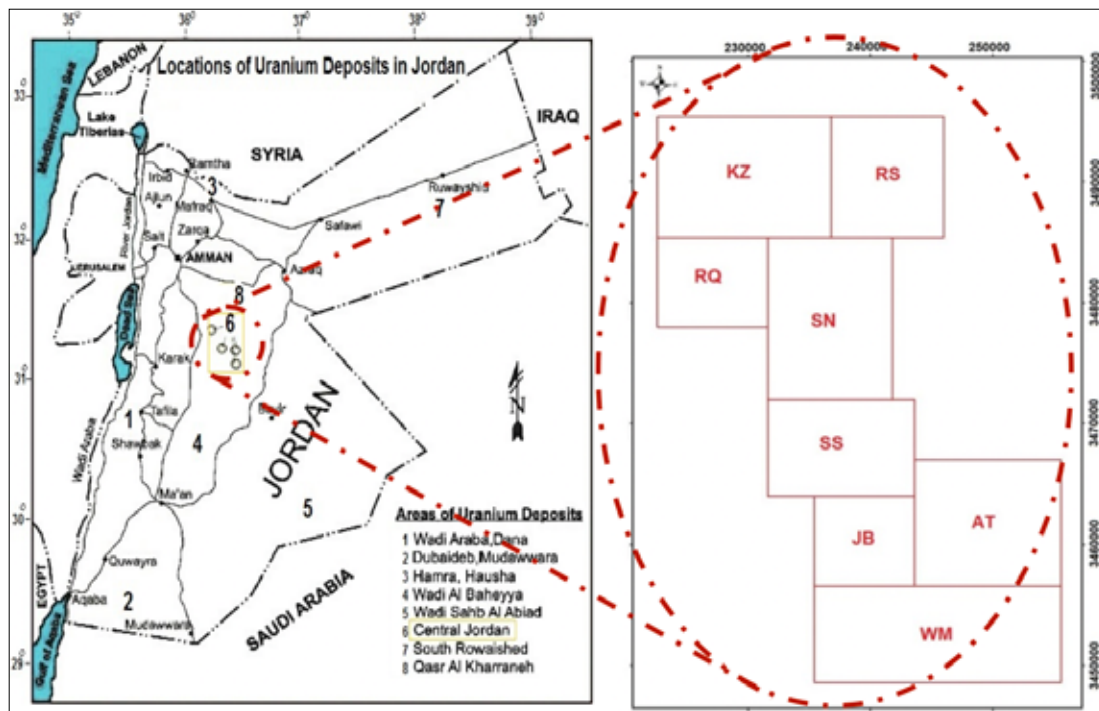 35
36
37
38
39
Locations of Uranium Deposits in Jordan
33
32
31
30
29
Mediterranean Sea
LEBANON
Lake
Tiberias
SYRIA
IRAQ
Ramtha
Irbid
3
Ajlun
Mafraq
Ruwayshid
7
Safawi
River Jordan
Salt
Zarqa
AMMAN
JERUSALEM
Azraq
8
Dead Sea
6
Karak
JORDAN
N
Wadi Araba
1
Tafila
4
Shawbak
Ma'an
5
Quwayra
EGYPT
Aqaba
2
Mudawwara
SAUDI ARABIA
Gulf of Aqaba
Areas of Uranium Deposits
1 Wadi Araba,Dana
2 Dubaideb,Mudawwara
3 Hamra, Hausha
4 Wadi Al Baheyya
5 Wadi Sahb Al Abiad
6 Central Jordan
7 South Rowaished
8 Qasr Al Kharraneh
230000
240000
250000
3500000
3490000
3480000
3470000
3460000
3450000
KZ
RS
RQ
SN
SS
JB
AT
WM